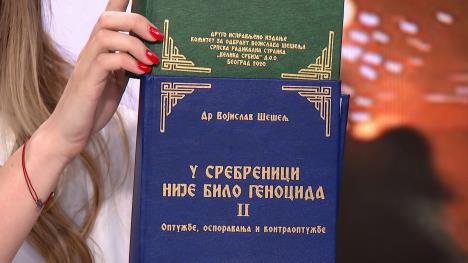 ДРУГО ИСПРАВЉЕНО ИЗДАЊЕ
КОМИТЕТ ЗА ОДБРАНУ ВОЈИСЛАВА ШЕШЕЉА
СРПСКА РАДИКАЛНА СТРАНКА
„ВЕЛИКА СРБИЈА” Д.О.О.
БЕОГРАД 2020
Др Војислав Шешељ
У СРЕБРЕНИЦИ
НИЈЕ БИЛО ГЕНОЦИДА
II
Оптужбе, оспоравања и контраоптужбе